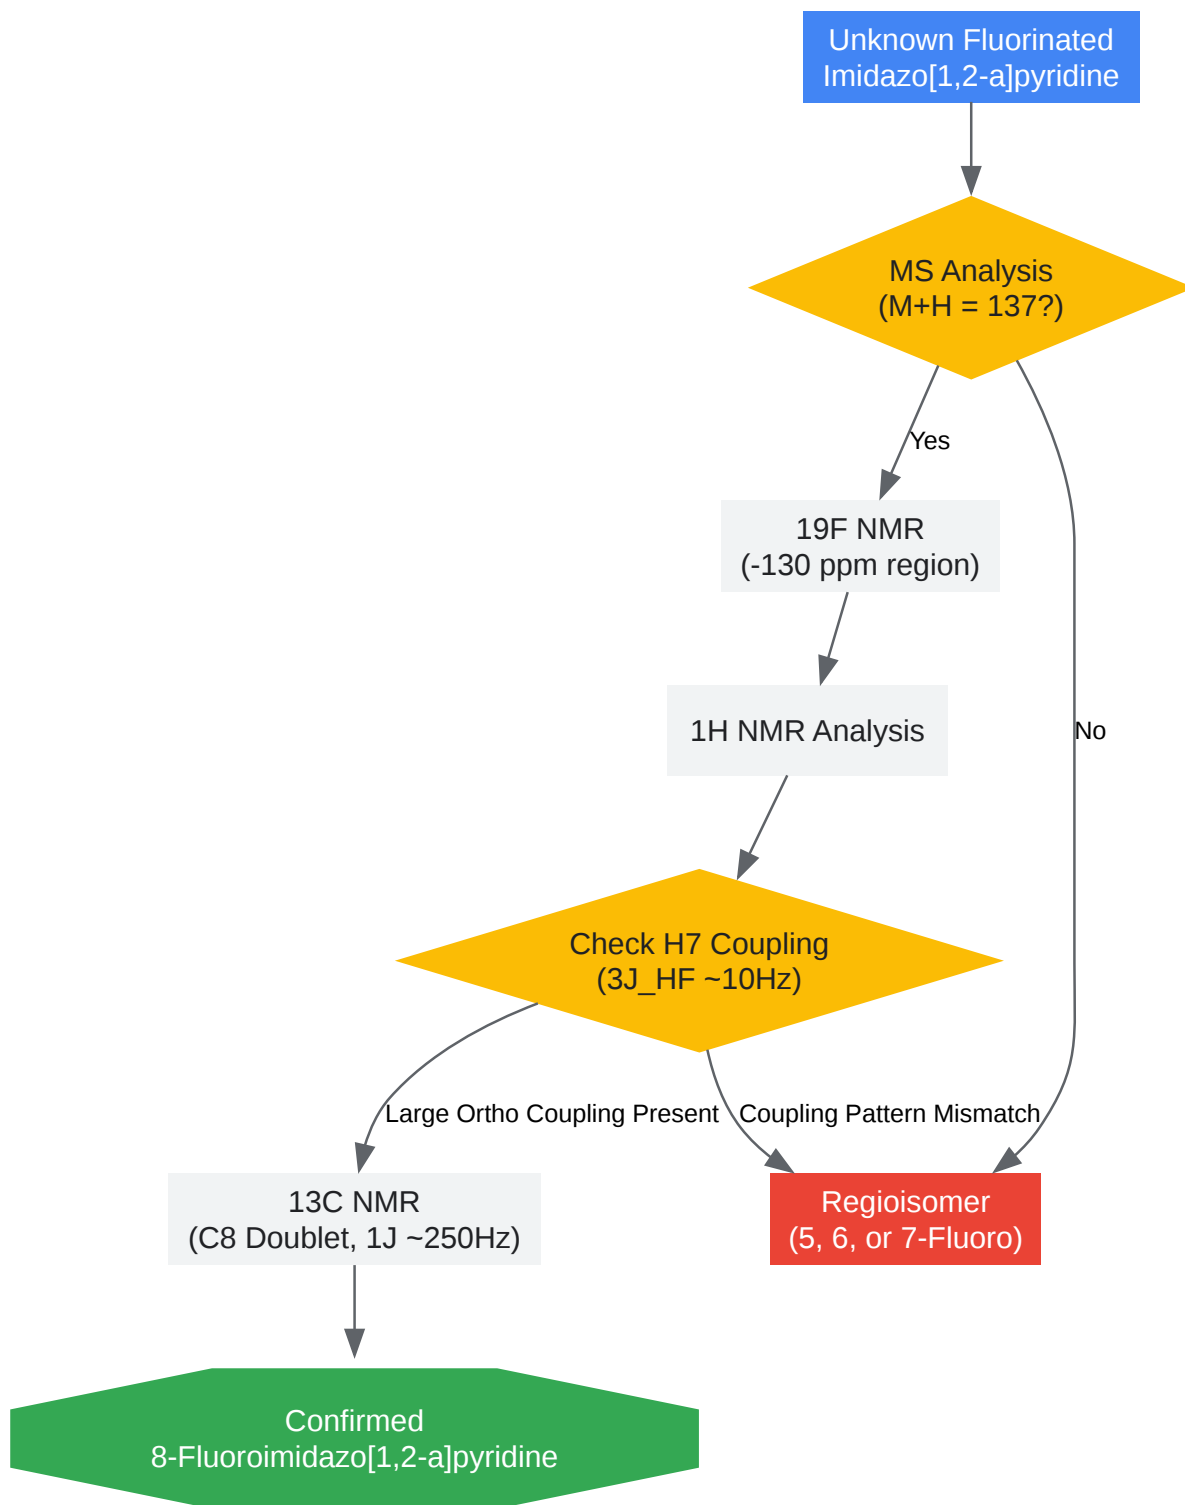 Unknown Fluorinated
Imidazo[1,2-a]pyridine
MS Analysis
(M+H = 137?)
Yes
19F NMR
(-130 ppm region)
1H NMR Analysis
No
Check H7 Coupling
(3J_HF ~10Hz)
Large Ortho Coupling Present
Coupling Pattern Mismatch
13C NMR
(C8 Doublet, 1J ~250Hz)
Regioisomer
(5, 6, or 7-Fluoro)
Confirmed
8-Fluoroimidazo[1,2-a]pyridine